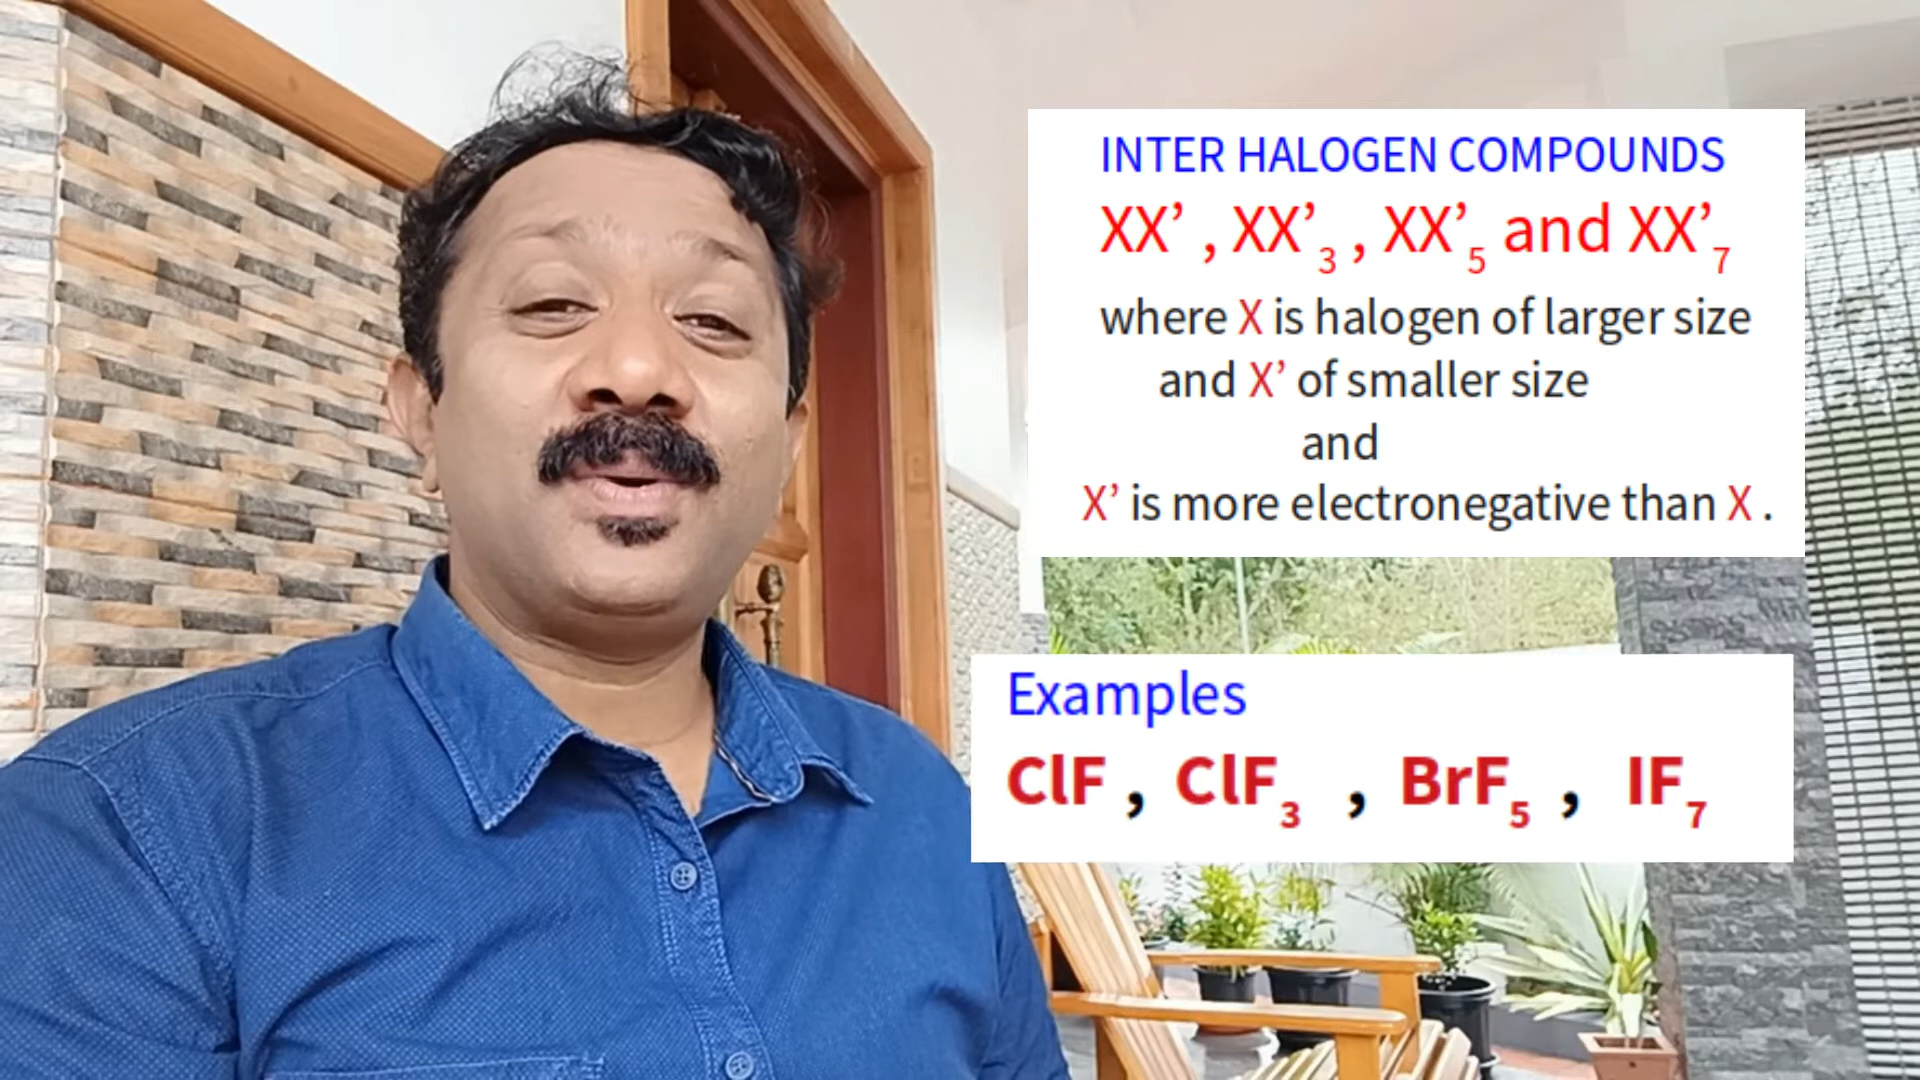 INTER HALOGEN COMPOUNDS
XX’ , XX’₃ , XX’₅ and XX’₇
where X is halogen of larger size
and X’ of smaller size
and
X’ is more electronegative than X .
Examples
ClF , ClF₃ , BrF₅ , IF₇